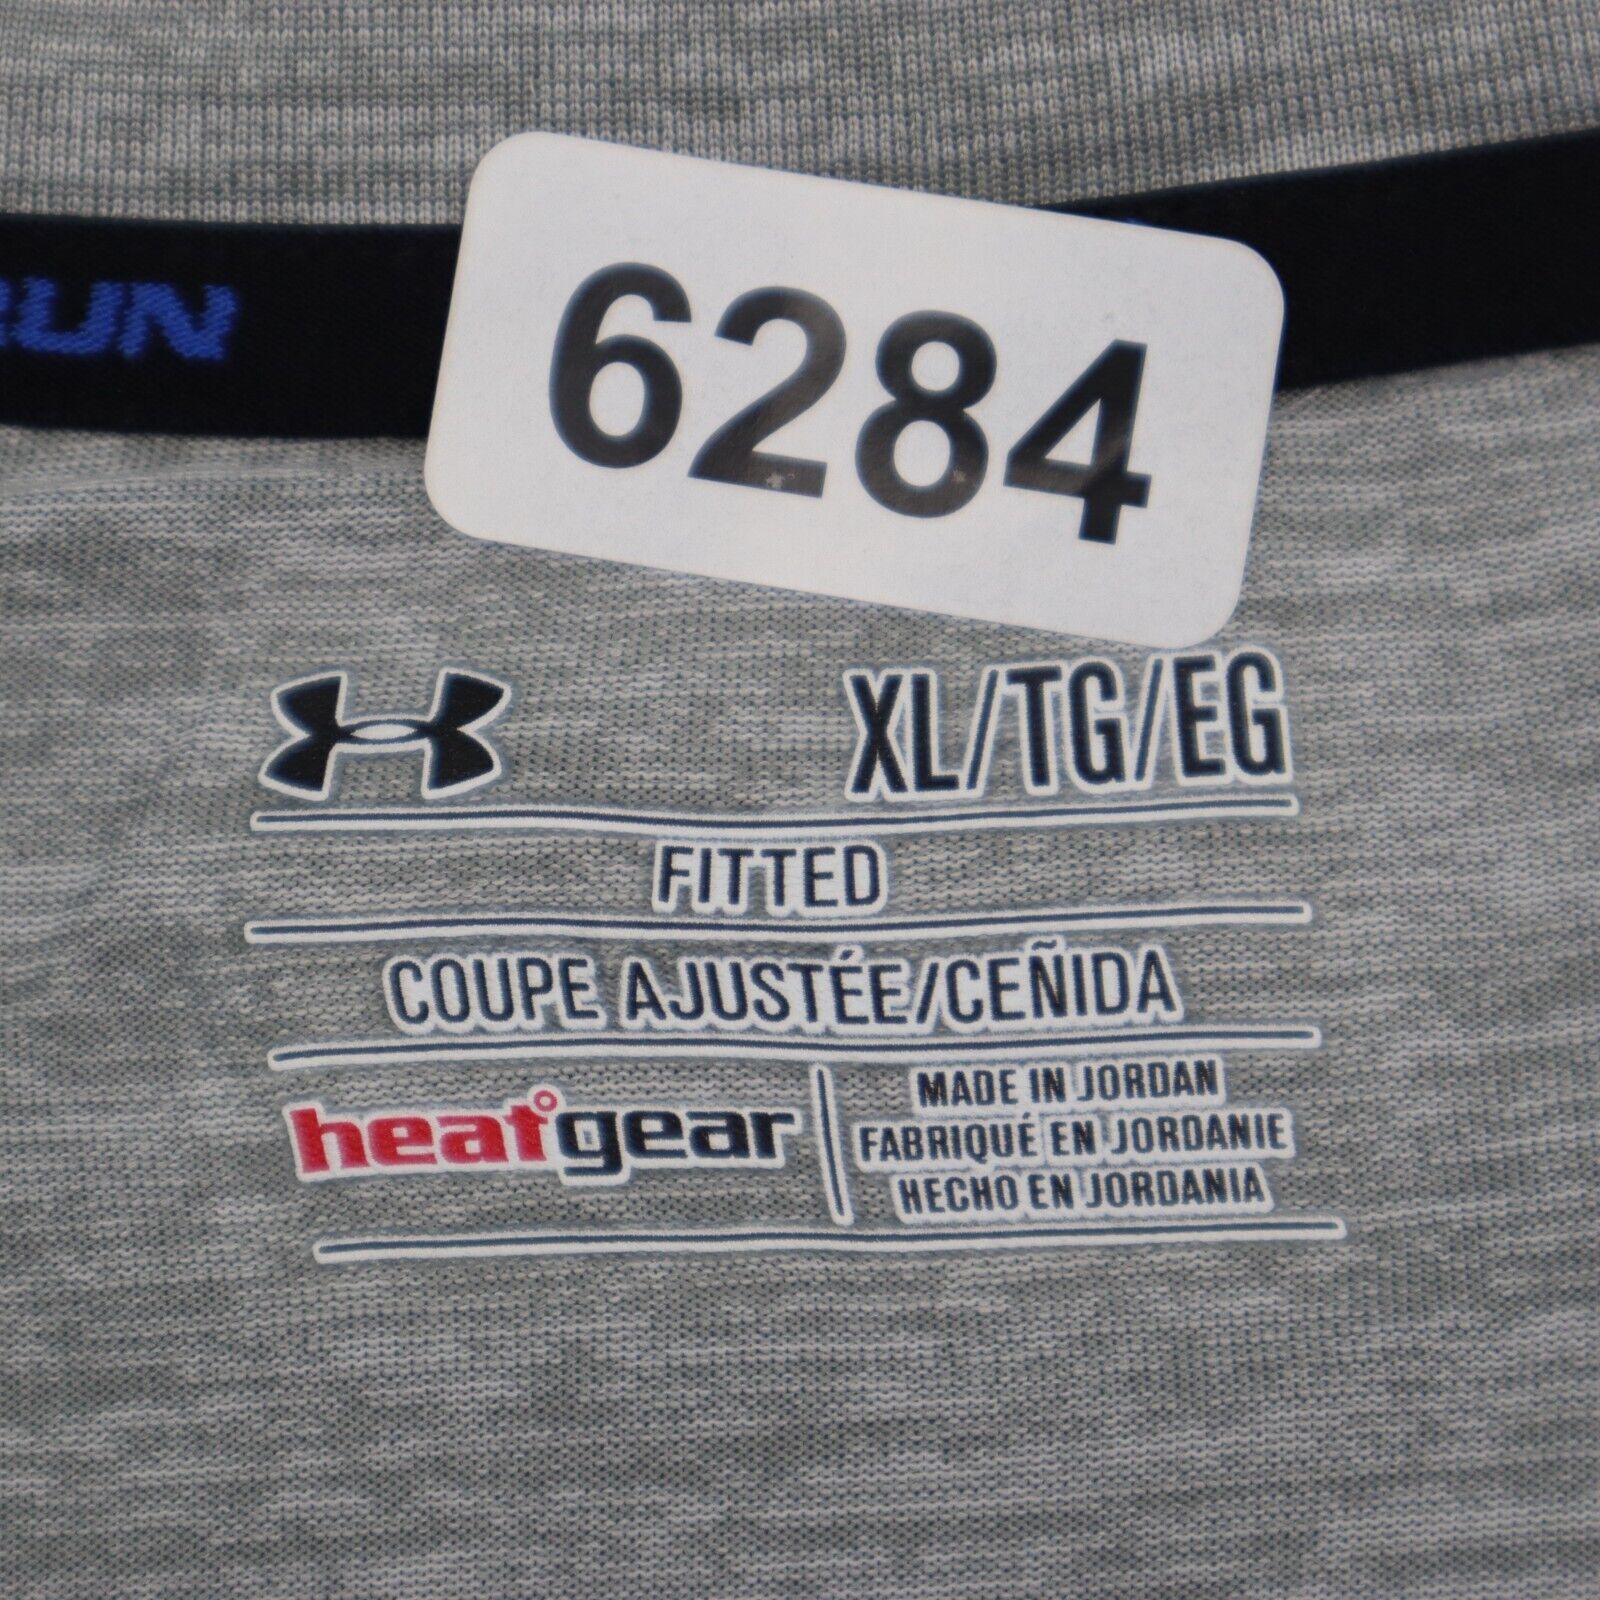 RUN
6284
XL/TG/EG
FITTED
COUPE AJUSTÉE/CEÑIDA
heatgear
MADE IN JORDAN
FABRIQUÉ EN JORDANIE
HECHO EN JORDANIA